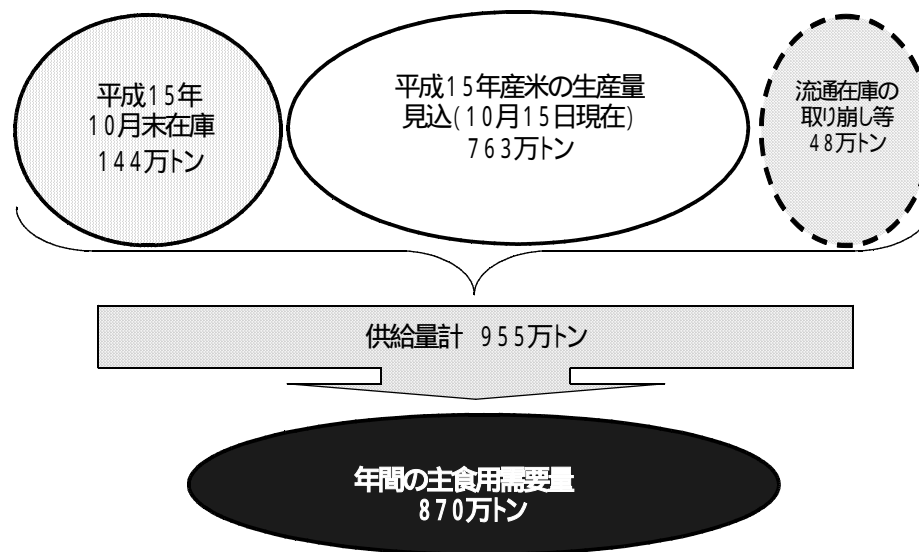 平成15年
10月末在庫
144万トン
平成15年産米の生産量
見込(10月15日現在)
763万トン
流通在庫の
取り崩し等
48万トン
供給量計 955万トン
年間の主食用需要量
870万トン